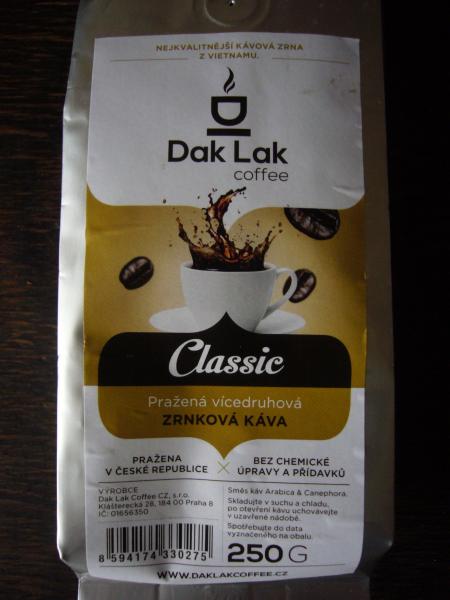 NEJKVALITNĚJŠÍ KÁVOVÁ ZRNA
Z VIETNAMU.
Dak Lak
coffee
Classic
Pražená vícedruhová
ZRNKOVÁ KÁVA
PRAŽENA
V ČESKÉ REPUBLICE
BEZ CHEMICKÉ
ÚPRAVY A PŘÍDAVKŮ
VÝROBCE
Dak Lak Coffee CZ, s.r.o.
Klášterecká 28, 184 00 Praha 8
IČ: 01656350
8 594174 330275
Směs káv Arabica & Canephora.
Skladujte v suchu a chladu,
po otevření kávu uchovávejte
v uzavřené nádobě.
Spotřebujte do data
vyznačeného na obalu.
250 G
WWW.DAKLAKCOFFEE.CZ